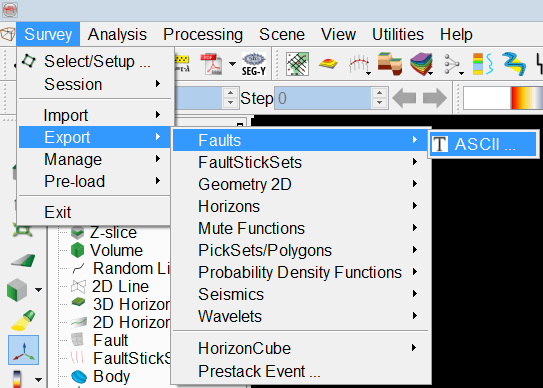 Survey Analysis Processing Scene View Utilities Help
Select/Setup ...
SEG-Y
Session
Step 0
Import
Export
Faults
ASCII ...
Manage
FaultStickSets
Pre-load
Geometry 2D
Exit
Horizons
Z-slice
Mute Functions
Volume
PickSets/Polygons
Random Li
Probability Density Functions
2D Line
Seismics
3D Horizon
Wavelets
2D Horizon
Fault
HorizonCube
FaultStickS
Prestack Event ...
Body